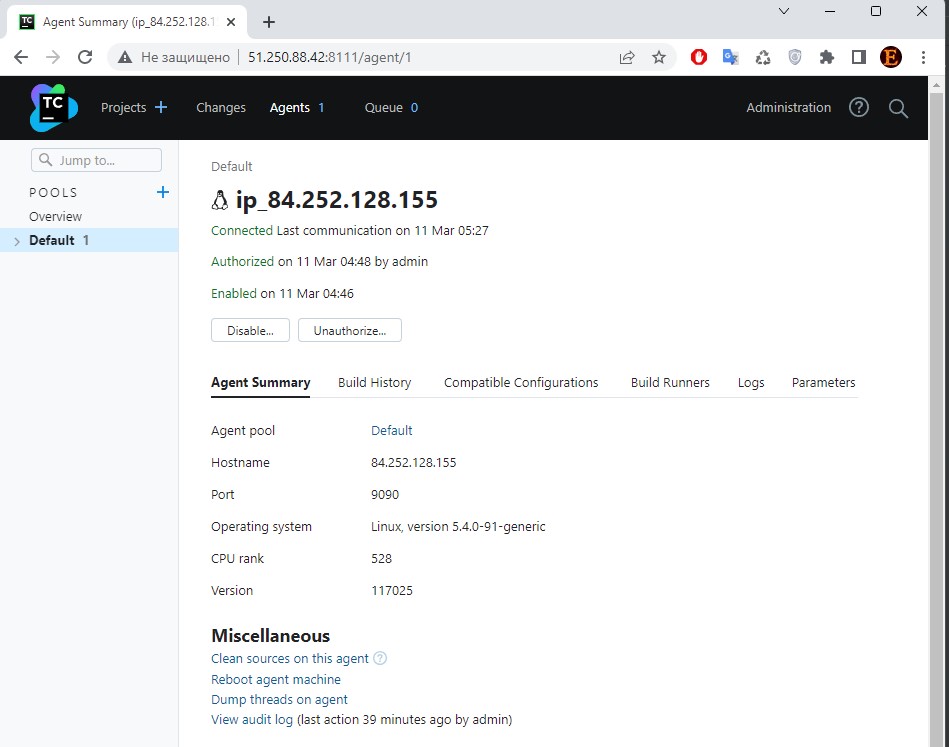 Agent Summary (ip_84.252.128.1
Не защищено 51.250.88.42:8111/agent/1
TC
Projects
Changes
Agents 1
Queue 0
Administration
Jump to...
POOLS
Overview
Default 1
Default
ip_84.252.128.155
Connected Last communication on 11 Mar 05:27
Authorized on 11 Mar 04:48 by admin
Enabled on 11 Mar 04:46
Disable... Unauthorize...
Agent Summary Build History Compatible Configurations Build Runners Logs Parameters
Agent pool Default
Hostname 84.252.128.155
Port 9090
Operating system Linux, version 5.4.0-91-generic
CPU rank 528
Version 117025
Miscellaneous
Clean sources on this agent
Reboot agent machine
Dump threads on agent
View audit log (last action 39 minutes ago by admin)